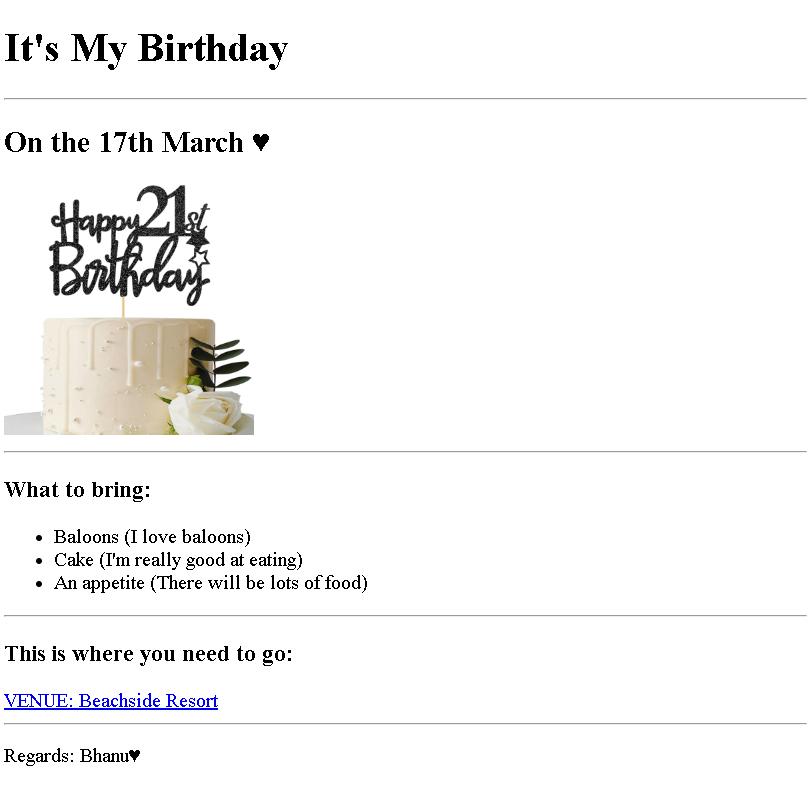 It's My Birthday
On the 17th March ♥
Happy 21st
Birthday
What to bring:
• Baloons (I love baloons)
• Cake (I'm really good at eating)
• An appetite (There will be lots of food)
This is where you need to go:
VENUE: Beachside Resort
Regards: Bhanu♥